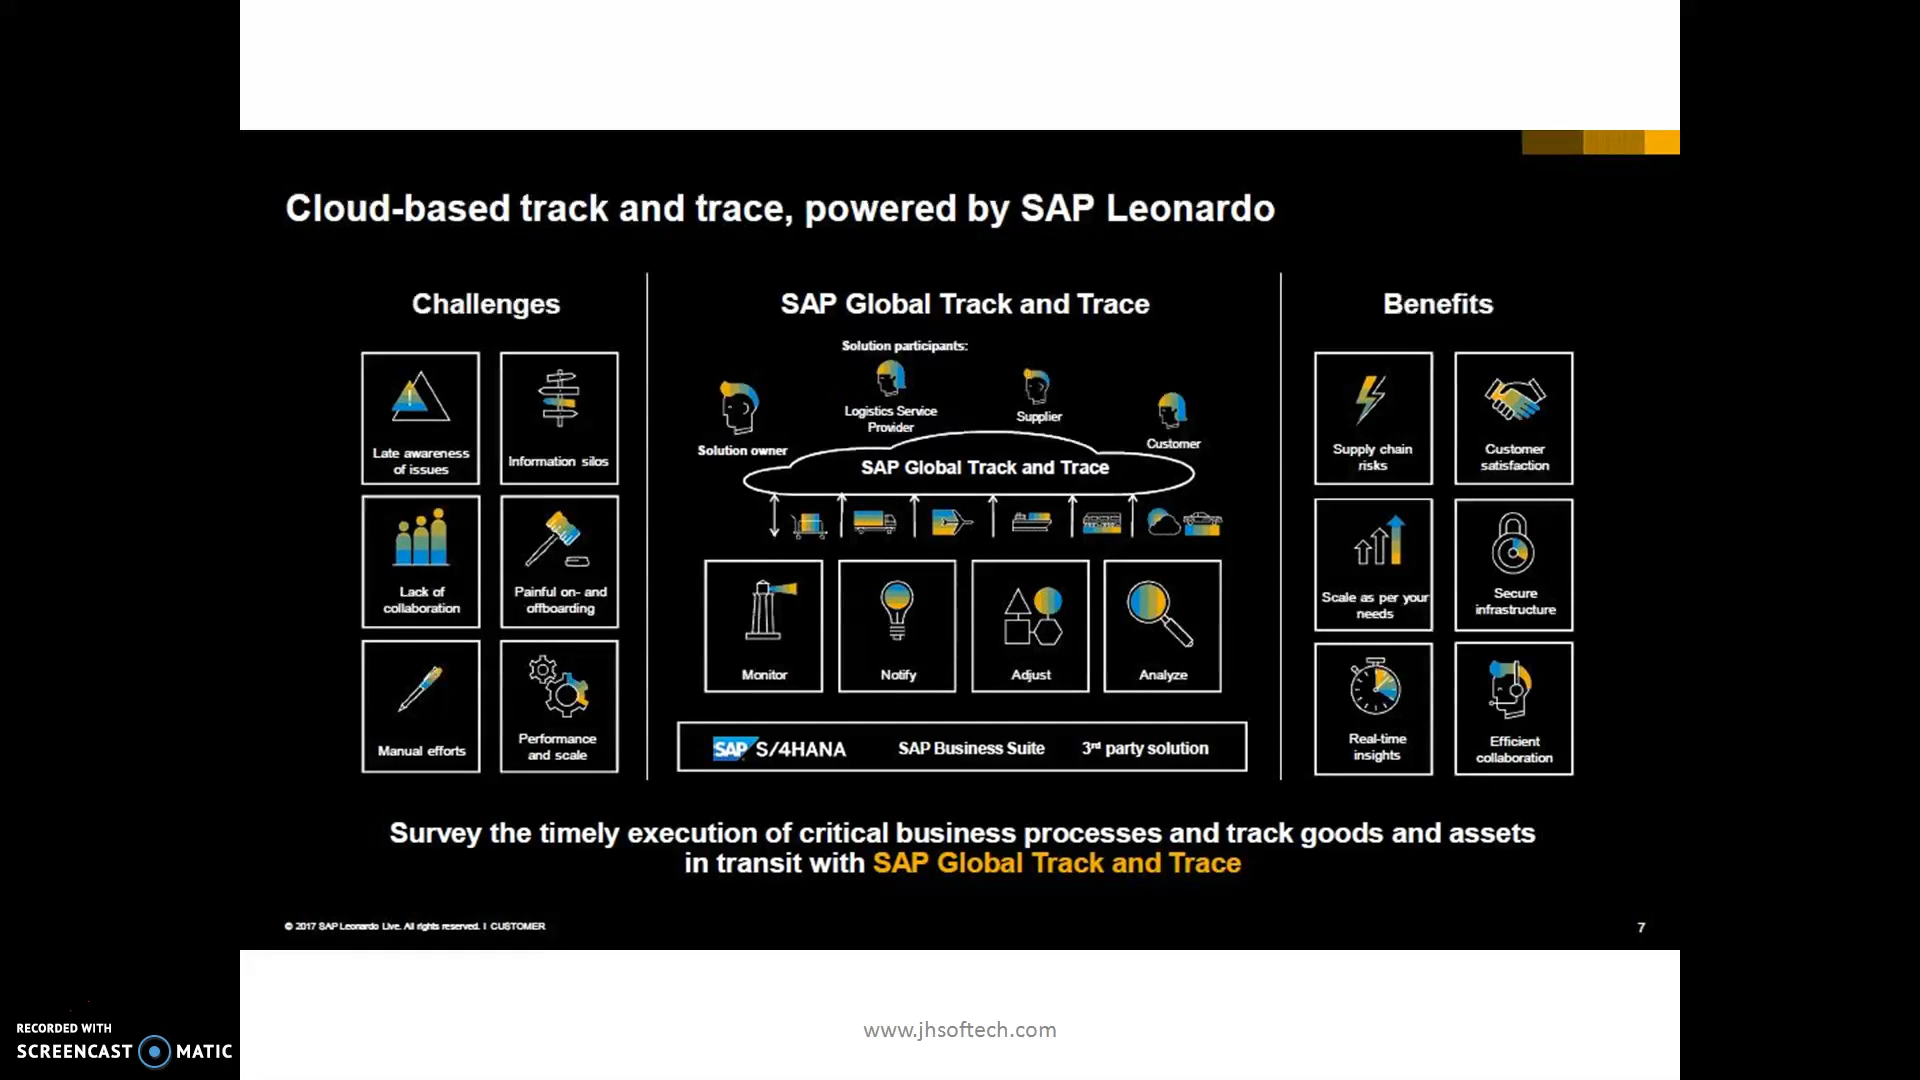 Cloud-based track and trace, powered by SAP Leonardo
Challenges
Late awareness
of issues
Information silos
Lack of
collaboration
Painful on- and
offboarding
Manual efforts
Performance
and scale
SAP Global Track and Trace
Solution participants:
Solution owner
Logistics Service
Provider
Supplier
Customer
SAP Global Track and Trace
Monitor
Notify
Adjust
Analyze
SAP S/4HANA
SAP Business Suite
3rd party solution
Benefits
Supply chain
risks
Customer
satisfaction
Scale as per your
needs
Secure
infrastructure
Real-time
insights
Efficient
collaboration
Survey the timely execution of critical business processes and track goods and assets
in transit with SAP Global Track and Trace
© 2017 SAP Leonardo Live. All rights reserved. I CUSTOMER
7
RECORDED WITH
SCREENCAST MATIC
www.jhsoftech.com